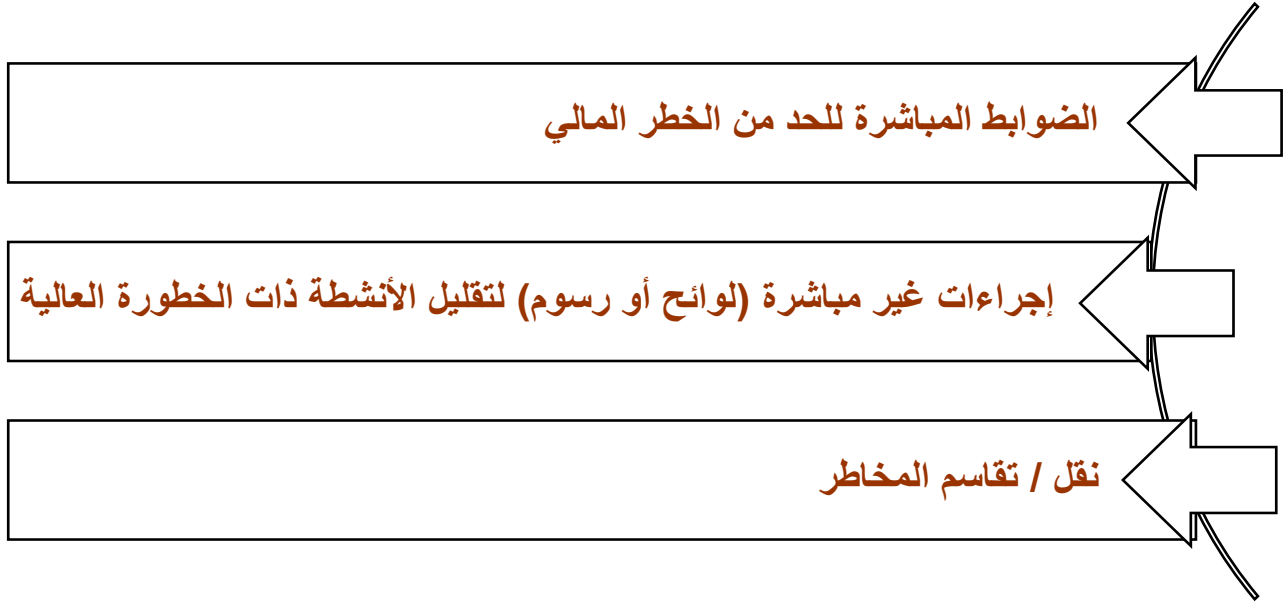 الضوابط المباشرة للحد من الخطر المالي
إجراءات غير مباشرة (لوائح أو رسوم) لتقليل الأنشطة ذات الخطورة العالية
نقل / تقاسم المخاطر